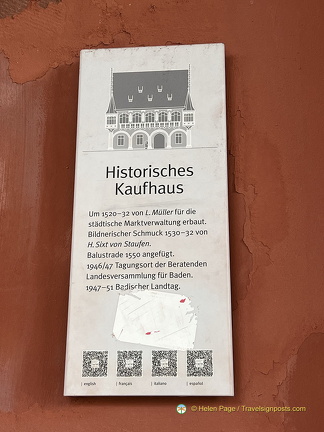 Historisches
Kaufhaus
Um 1520–32 von L. Müller für die
städtische Marktverwaltung erbaut.
Bildnerischer Schmuck 1530–32 von
H. Sixt von Staufen.
Balustrade 1550 angefügt.
1946/47 Tagungsort der Beratenden
Landesversammlung für Baden.
1947–51 Badischer Landtag.
| english | français | italiano | español
© Helen Page / Travelsignposts.com